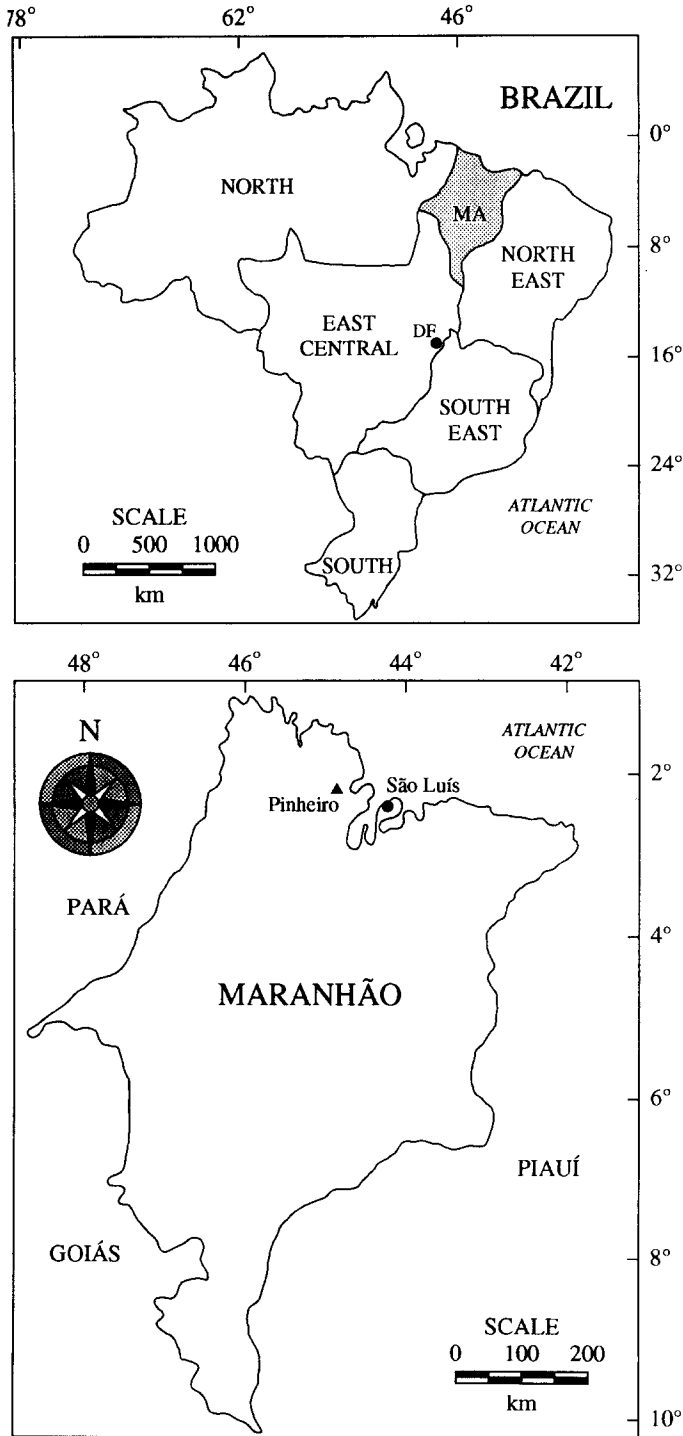 78° 62° 46°
BRAZIL
0°
NORTH
MA
8°
NORTH
EAST
EAST
CENTRAL
DF
16°
SOUTH
EAST
24°
ATLANTIC
OCEAN
SCALE
0 500 1000
km
SOUTH
32°
48° 46° 44° 42°
N
ATLANTIC
OCEAN
2°
São Luís
Pinheiro
PARÁ
4°
MARANHÃO
6°
PIAUÍ
GOIÁS
8°
SCALE
0 100 200
km
10°